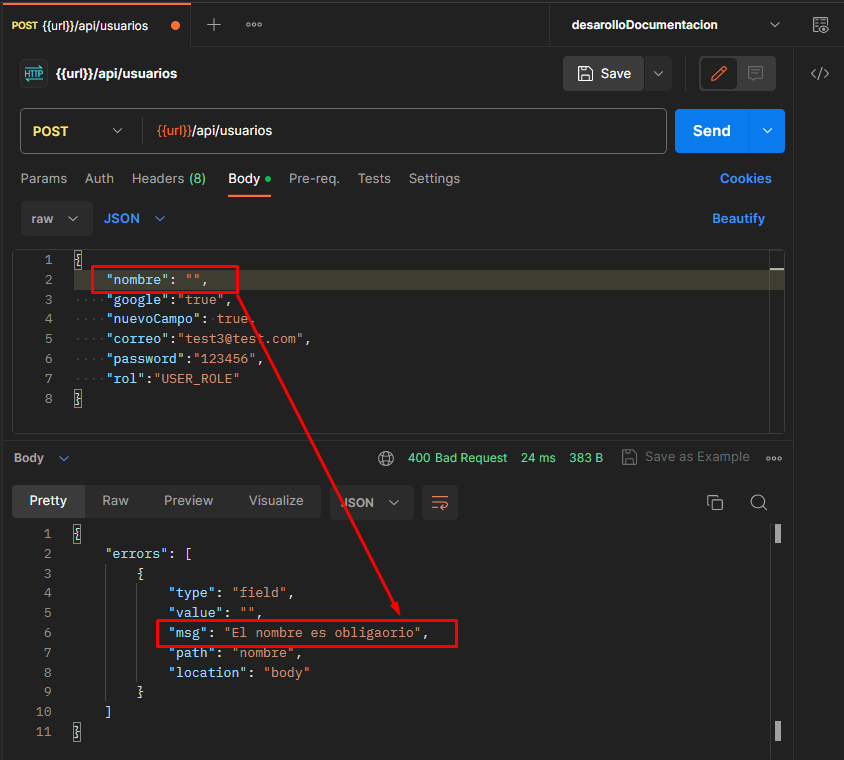 POST {{url}}/api/usuarios
desarolloDocumentacion
HTTP {{url}}/api/usuarios
Save
POST
{{url}}/api/usuarios
Send
Params Auth Headers (8) Body Pre-req. Tests Settings Cookies
raw JSON Beautify
1 {
2 "nombre": "",
3 "google":"true",
4 "nuevoCampo": true,
5 "correo":"test3@test.com",
6 "password":"123456",
7 "rol":"USER_ROLE"
8 }
Body 400 Bad Request 24 ms 383 B Save as Example
Pretty Raw Preview Visualize JSON
1 {
2 "errors": [
3 {
4 "type": "field",
5 "value": "",
6 "msg": "El nombre es obligaorio",
7 "path": "nombre",
8 "location": "body"
9 }
10 ]
11 }